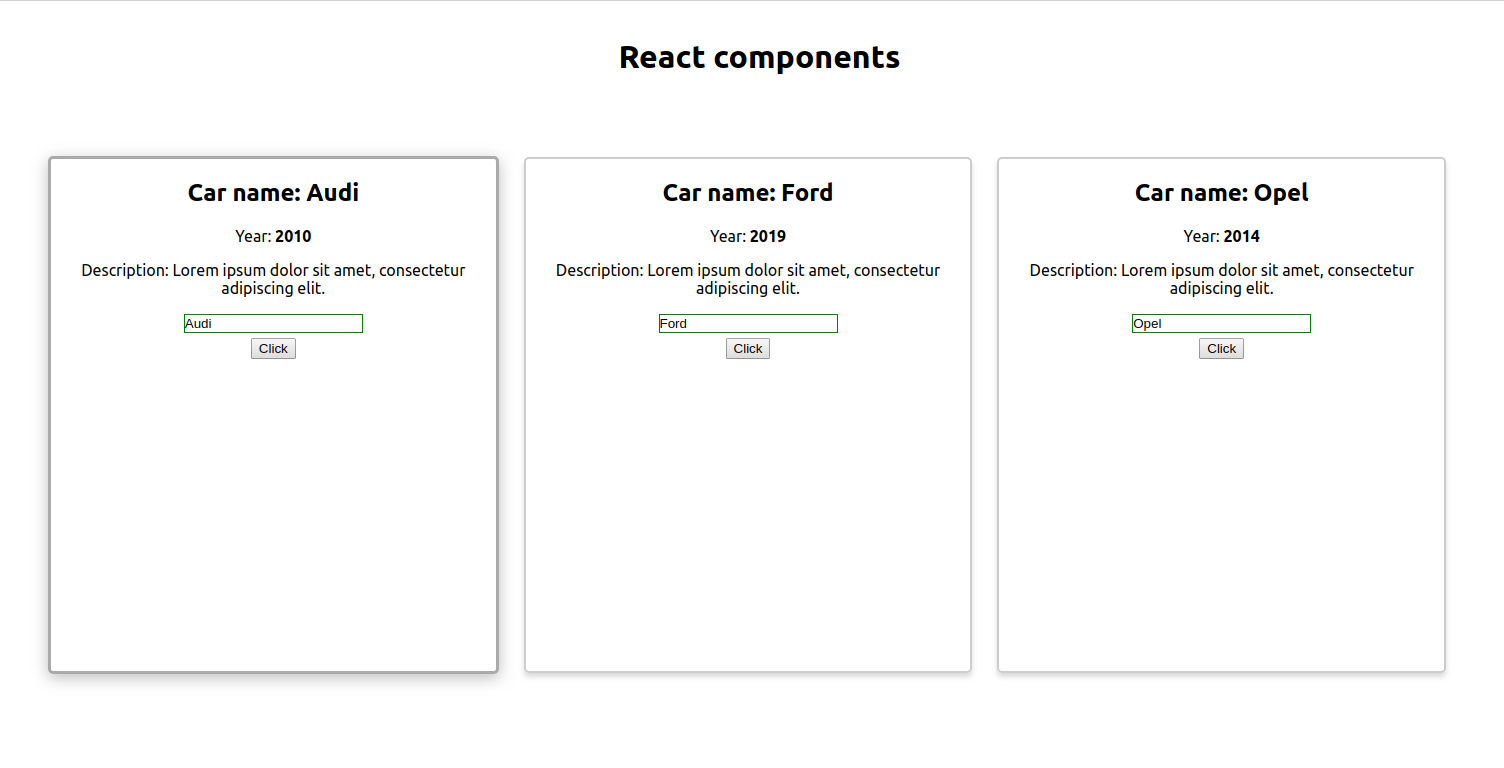 React components
Car name: Audi
Year: 2010
Description: Lorem ipsum dolor sit amet, consectetur
adipiscing elit.
Audi
Click
Car name: Ford
Year: 2019
Description: Lorem ipsum dolor sit amet, consectetur
adipiscing elit.
Ford
Click
Car name: Opel
Year: 2014
Description: Lorem ipsum dolor sit amet, consectetur
adipiscing elit.
Opel
Click